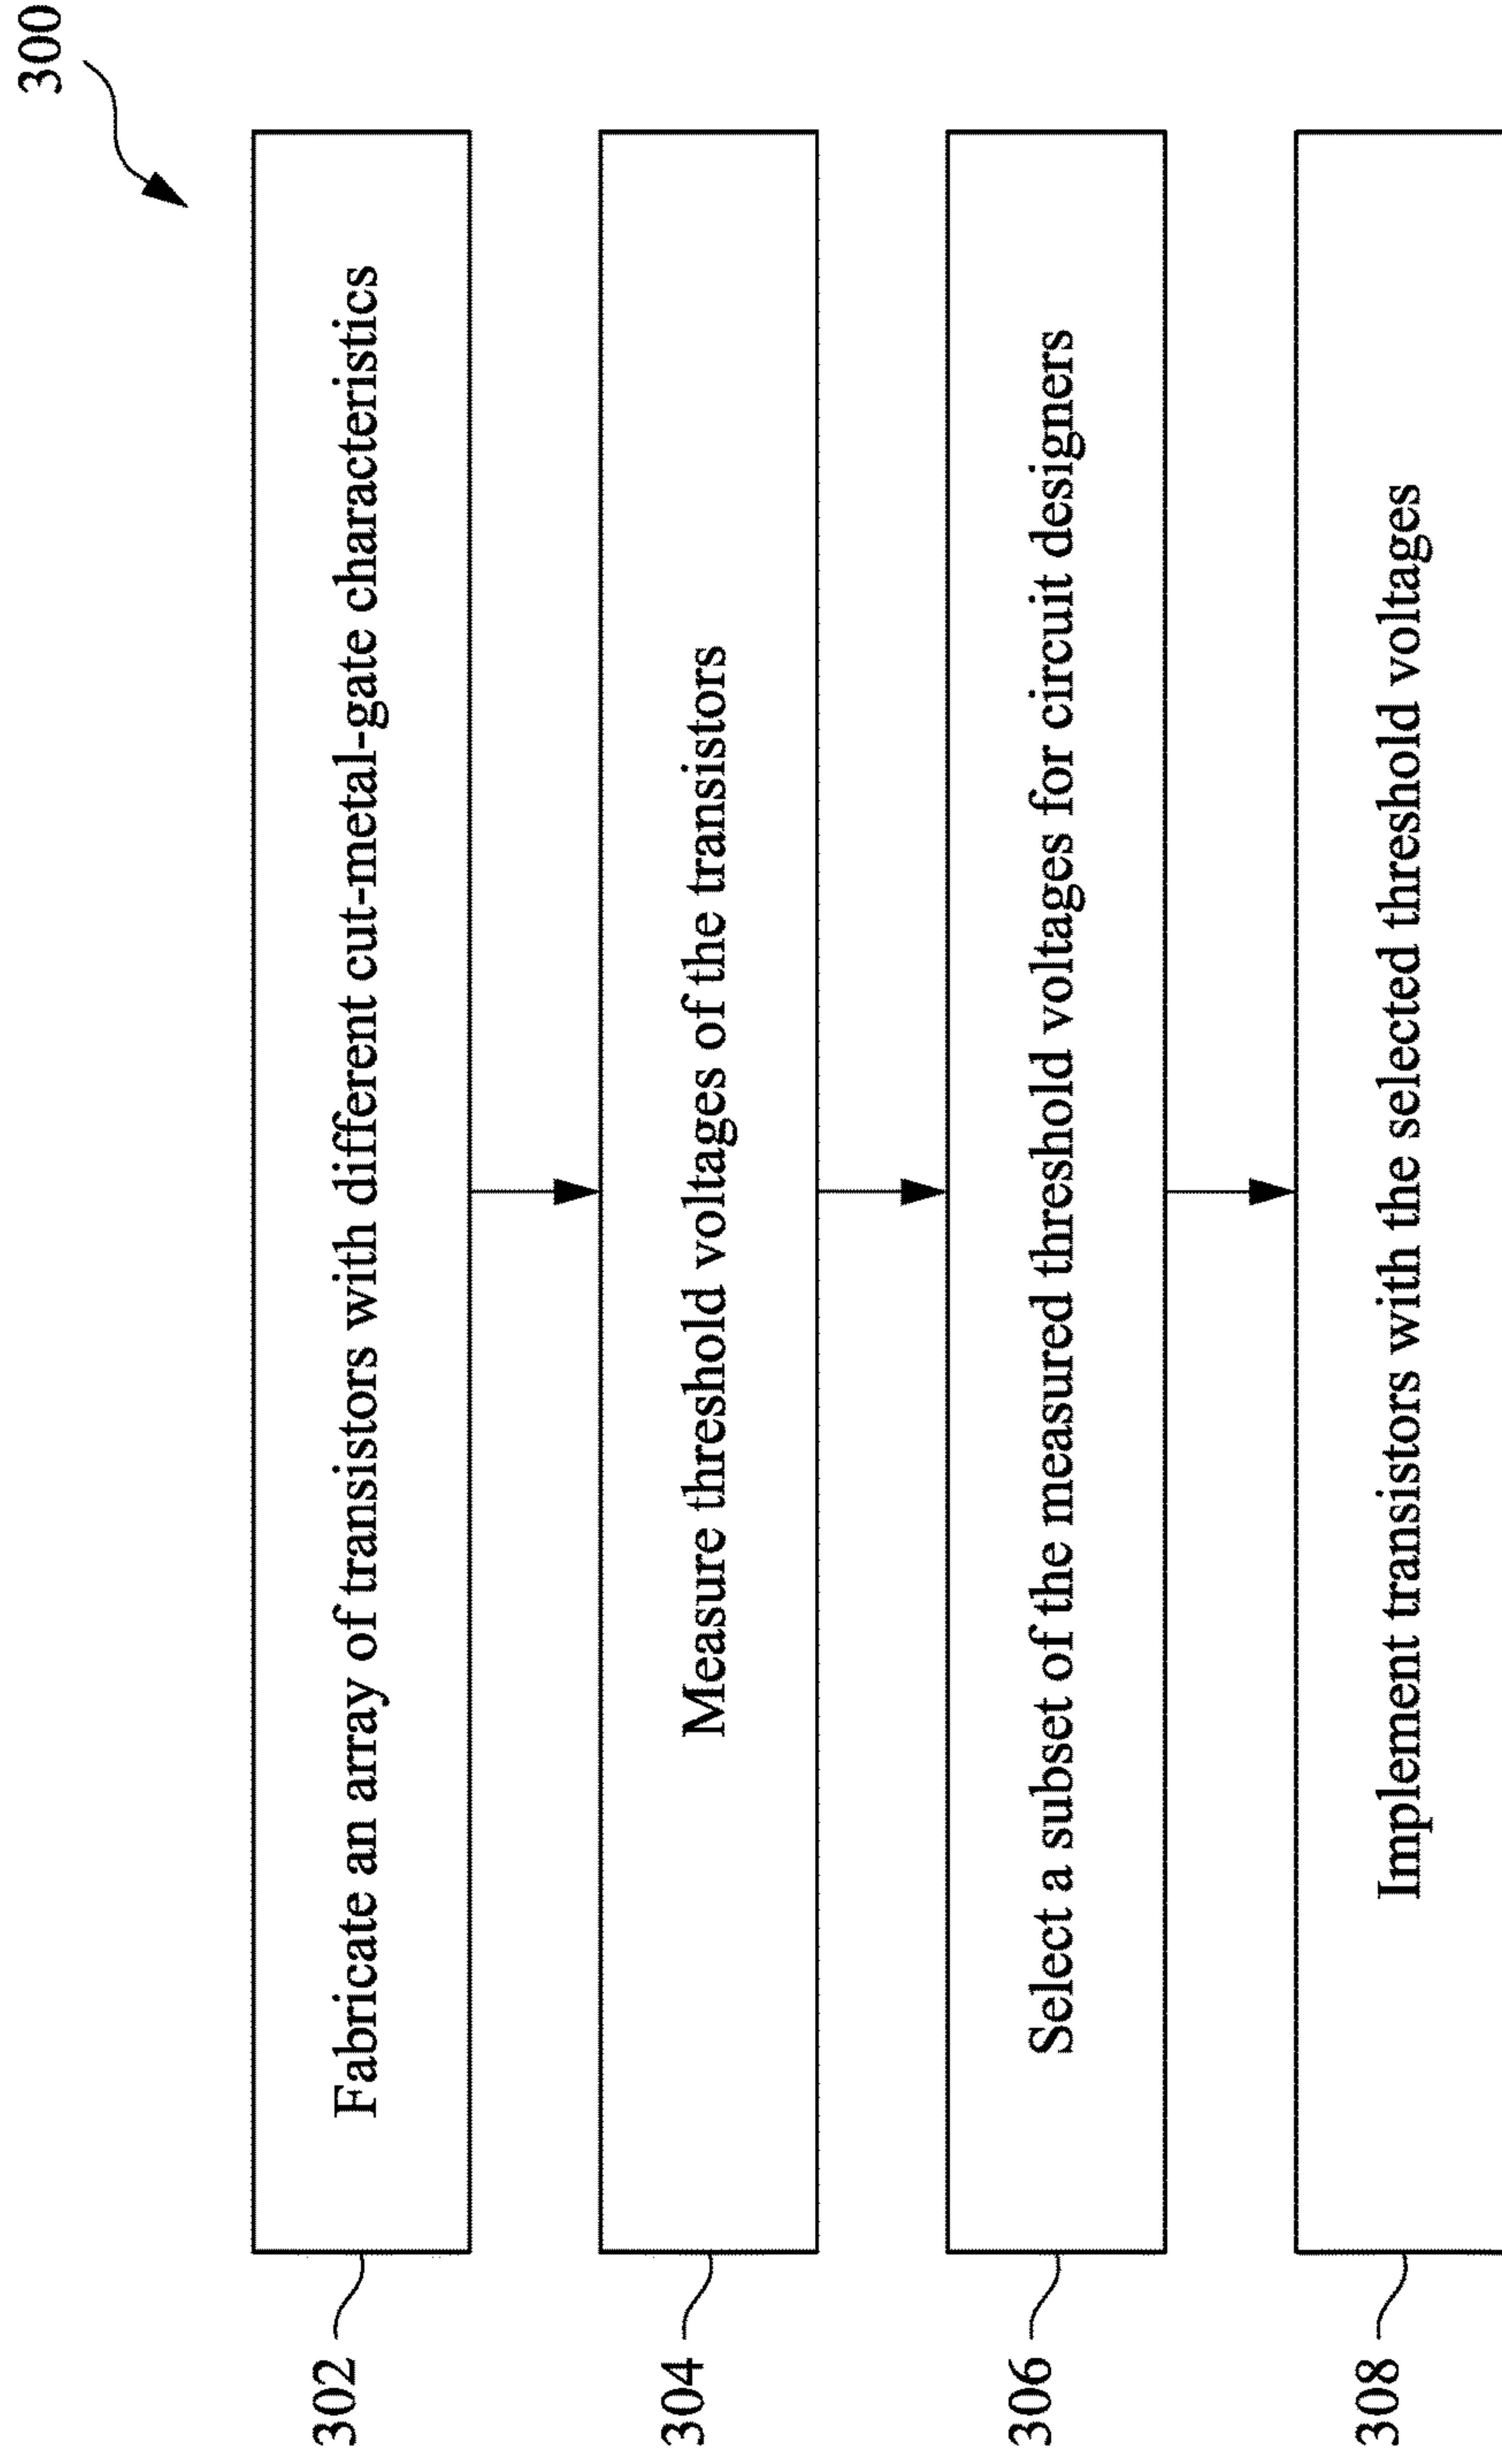 300
302
Fabricate an array of transistors with different cut-metal-gate characteristics
304
Measure threshold voltages of the transistors
306
Select a subset of the measured threshold voltages for circuit designers
308
Implement transistors with the selected threshold voltages